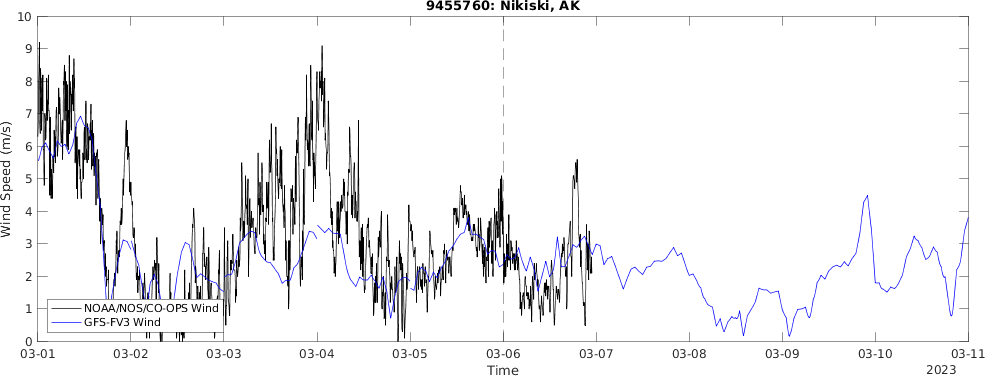 9455760: Nikiski, AK
10
9
8
7
6
5
4
3
2
1
0
Wind Speed (m/s)
NOAA/NOS/CO-OPS Wind
GFS-FV3 Wind
03-01 03-02 03-03 03-04 03-05 03-06 03-07 03-08 03-09 03-10 03-11
Time
2023